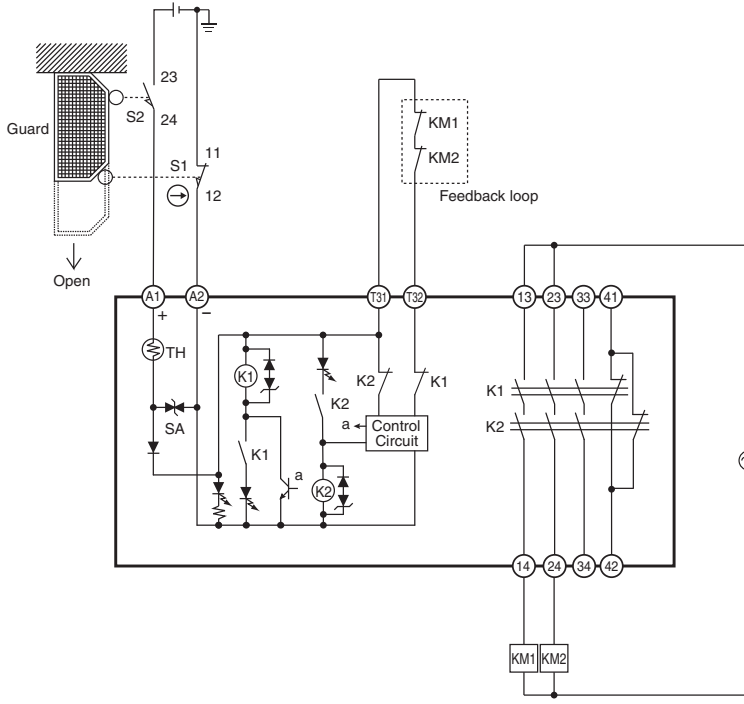 23
S2
24
Guard
11
S1
12
Open
KM1
KM2
Feedback loop
A1
A2
T31
T32
13
23
33
41
+
−
TH
K1
K2
K2
K1
K1
K2
a
Control
Circuit
SA
K1
a
K2
14
24
34
42
KM1
KM2